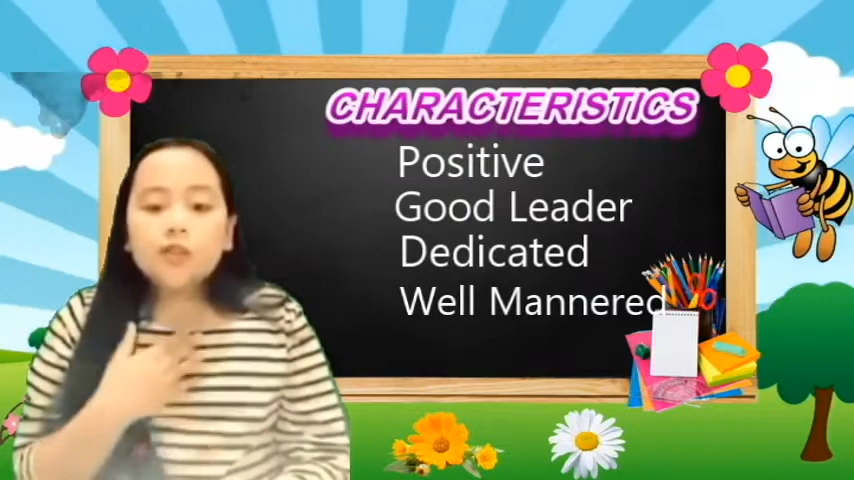 CHARACTERISTICS
Positive
Good Leader
Dedicated
Well Mannered